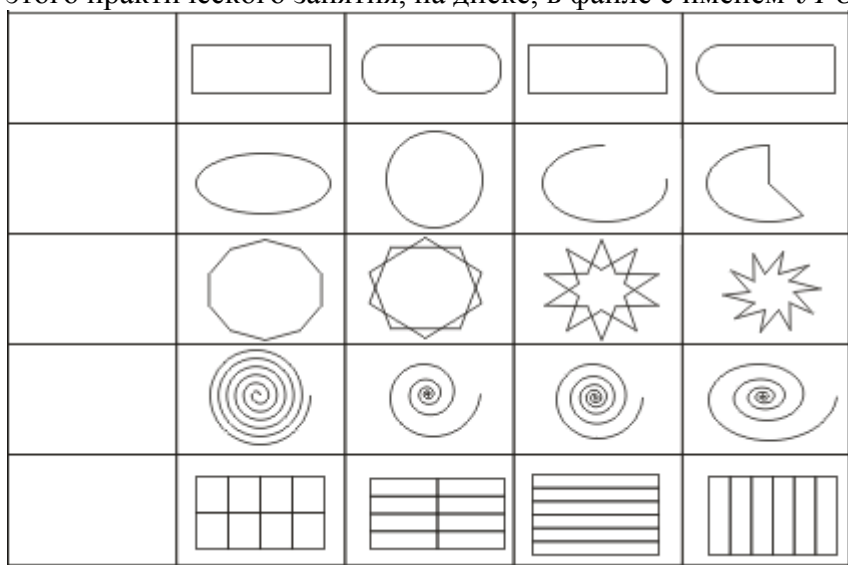 этого практического занятия, на диске, в файле с именем